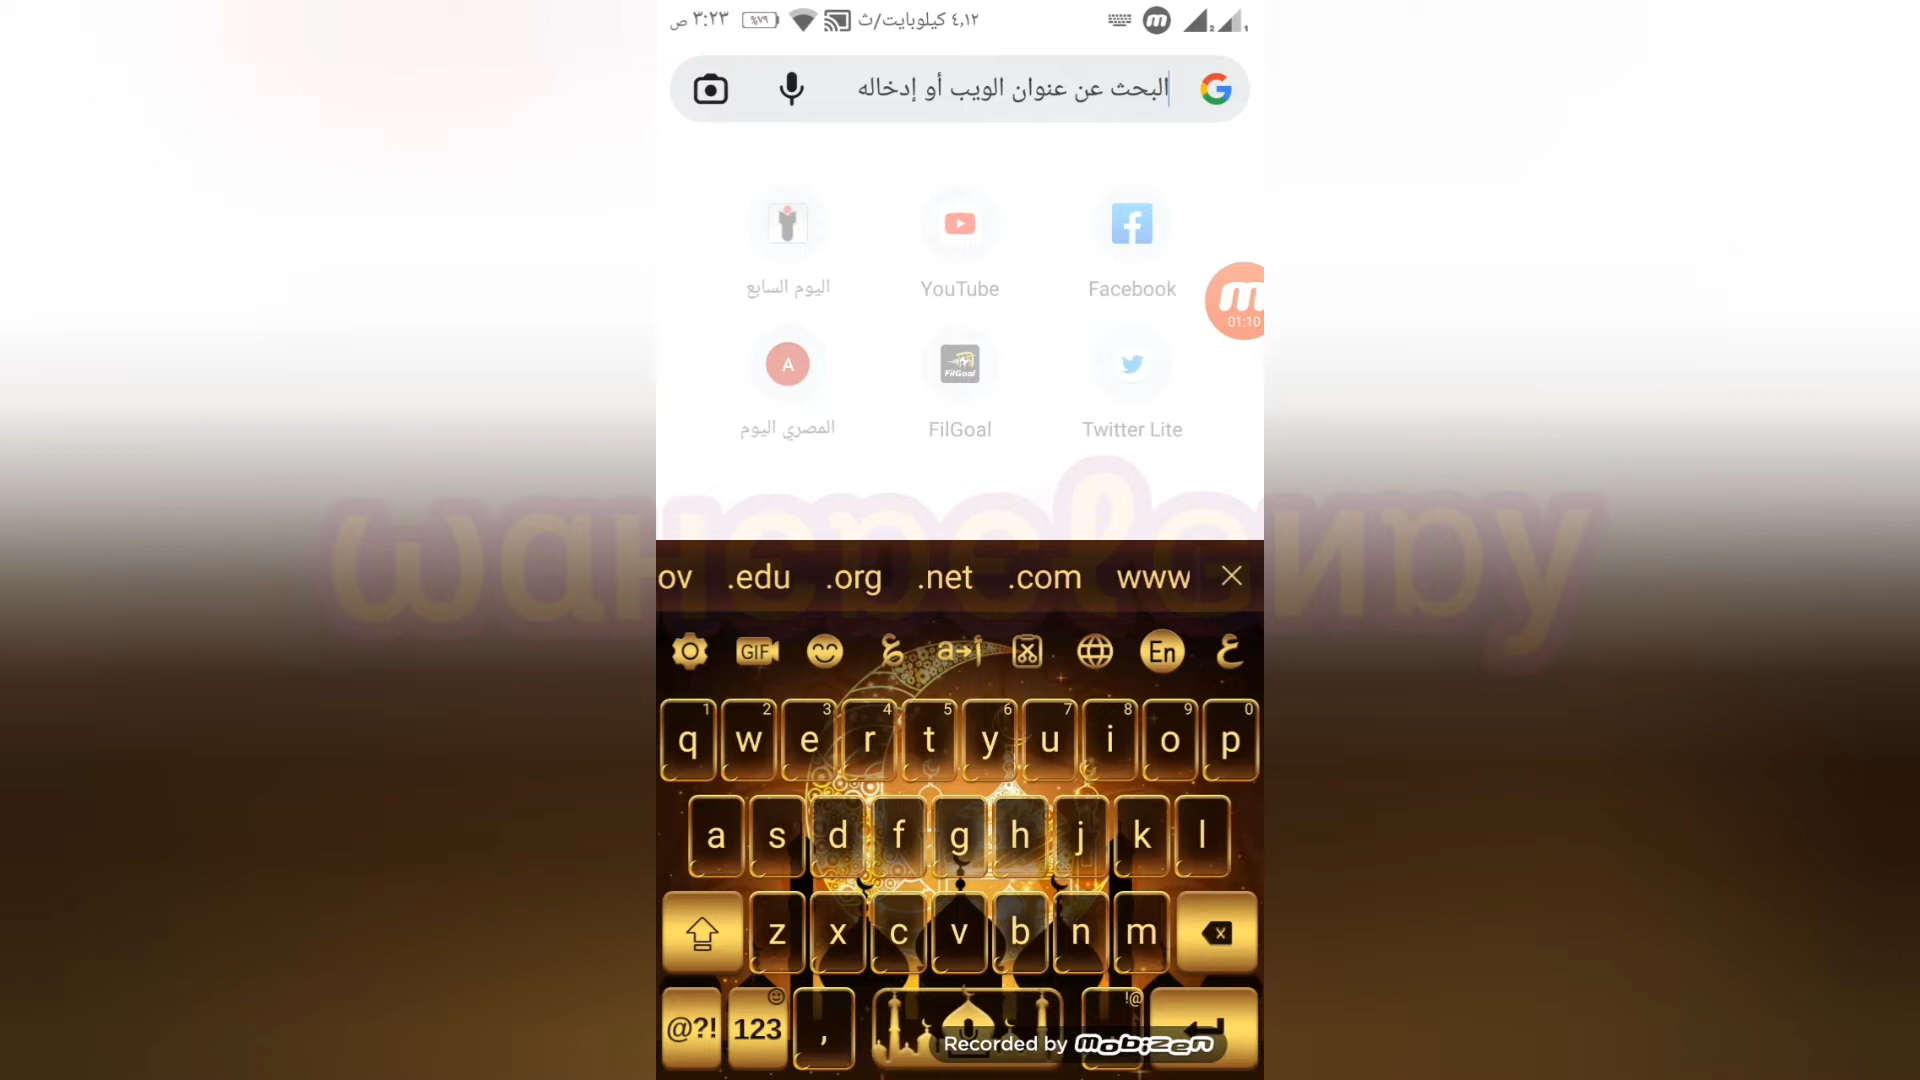 ٣:٢٣ ص ٧٩% ٤,١٢ كيلوبايت/ث
البحث عن عنوان الويب أو إدخاله
Facebook YouTube اليوم السابع
01:10
A FilGoal
Twitter Lite FilGoal المصري اليوم
ov .edu .org .net .com www
GIF ع a→أ En ع
1 2 3 4 5 6 7 8 9 0
q w e r t y u i o p
a s d f g h j k l
z x c v b n m
@?! 123 , !@
Recorded by mobizen